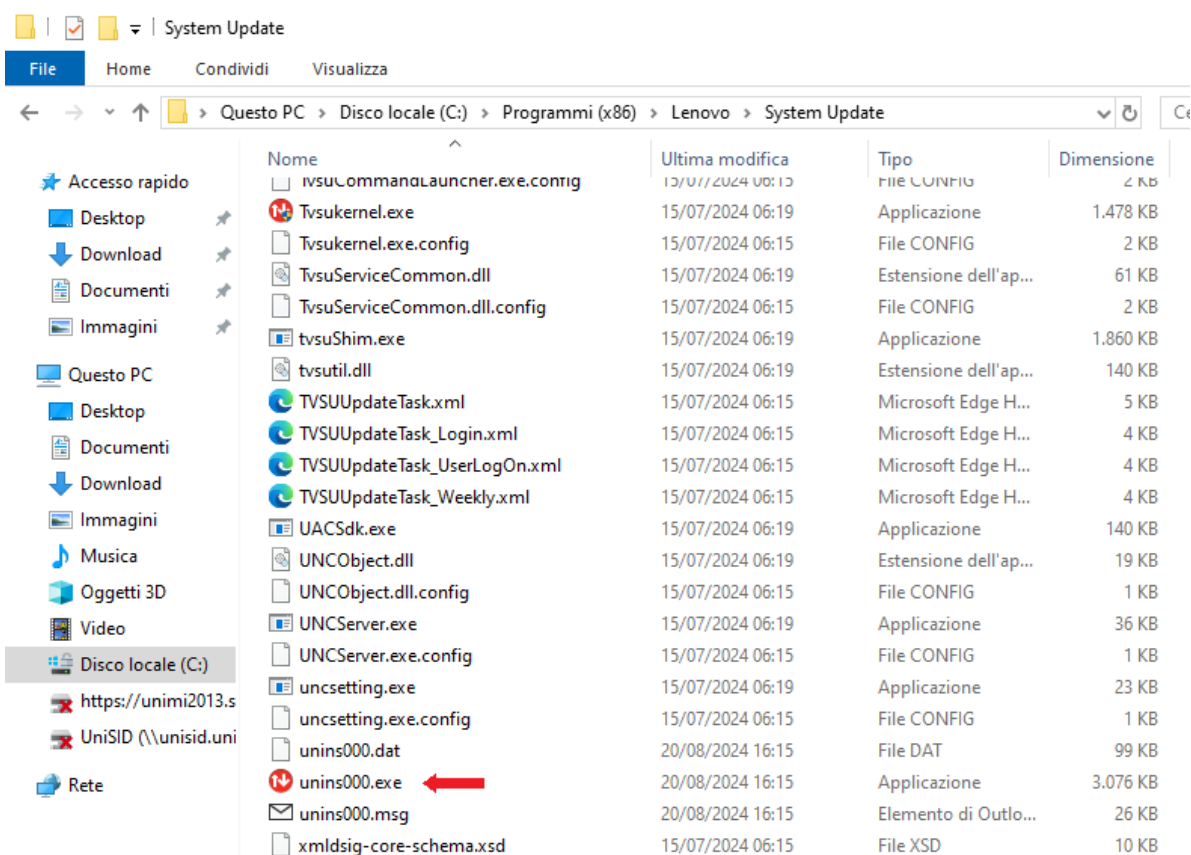 System Update
File Home Condividi Visualizza
Questo PC > Disco locale (C:) > Programmi (x86) > Lenovo > System Update
Nome Ultima modifica Tipo Dimensione
Accesso rapido
Desktop
Download
Documenti
Immagini
Questo PC
Desktop
Documenti
Download
Immagini
Musica
Oggetti 3D
Video
Disco locale (C:)
https://unimi2013.s
UniSID (\\unisid.uni
Rete
TvsuCommandLauncher.exe.config 15/07/2024 06:15 File CONFIG 2 KB
Tvsukernel.exe 15/07/2024 06:19 Applicazione 1.478 KB
Tvsukernel.exe.config 15/07/2024 06:15 File CONFIG 2 KB
TvsuServiceCommon.dll 15/07/2024 06:19 Estensione dell'ap... 61 KB
TvsuServiceCommon.dll.config 15/07/2024 06:15 File CONFIG 2 KB
tvsuShim.exe 15/07/2024 06:19 Applicazione 1.860 KB
tvsutil.dll 15/07/2024 06:19 Estensione dell'ap... 140 KB
TVSUUpdateTask.xml 15/07/2024 06:15 Microsoft Edge H... 5 KB
TVSUUpdateTask_Login.xml 15/07/2024 06:15 Microsoft Edge H... 4 KB
TVSUUpdateTask_UserLogOn.xml 15/07/2024 06:15 Microsoft Edge H... 4 KB
TVSUUpdateTask_Weekly.xml 15/07/2024 06:15 Microsoft Edge H... 4 KB
UACSdk.exe 15/07/2024 06:19 Applicazione 140 KB
UNCObject.dll 15/07/2024 06:19 Estensione dell'ap... 19 KB
UNCObject.dll.config 15/07/2024 06:15 File CONFIG 1 KB
UNCServer.exe 15/07/2024 06:19 Applicazione 36 KB
UNCServer.exe.config 15/07/2024 06:15 File CONFIG 1 KB
uncsetting.exe 15/07/2024 06:19 Applicazione 23 KB
uncsetting.exe.config 15/07/2024 06:15 File CONFIG 1 KB
unins000.dat 20/08/2024 16:15 File DAT 99 KB
unins000.exe 20/08/2024 16:15 Applicazione 3.076 KB
unins000.msg 20/08/2024 16:15 Elemento di Outlo... 26 KB
xmldsig-core-schema.xsd 15/07/2024 06:15 File XSD 10 KB